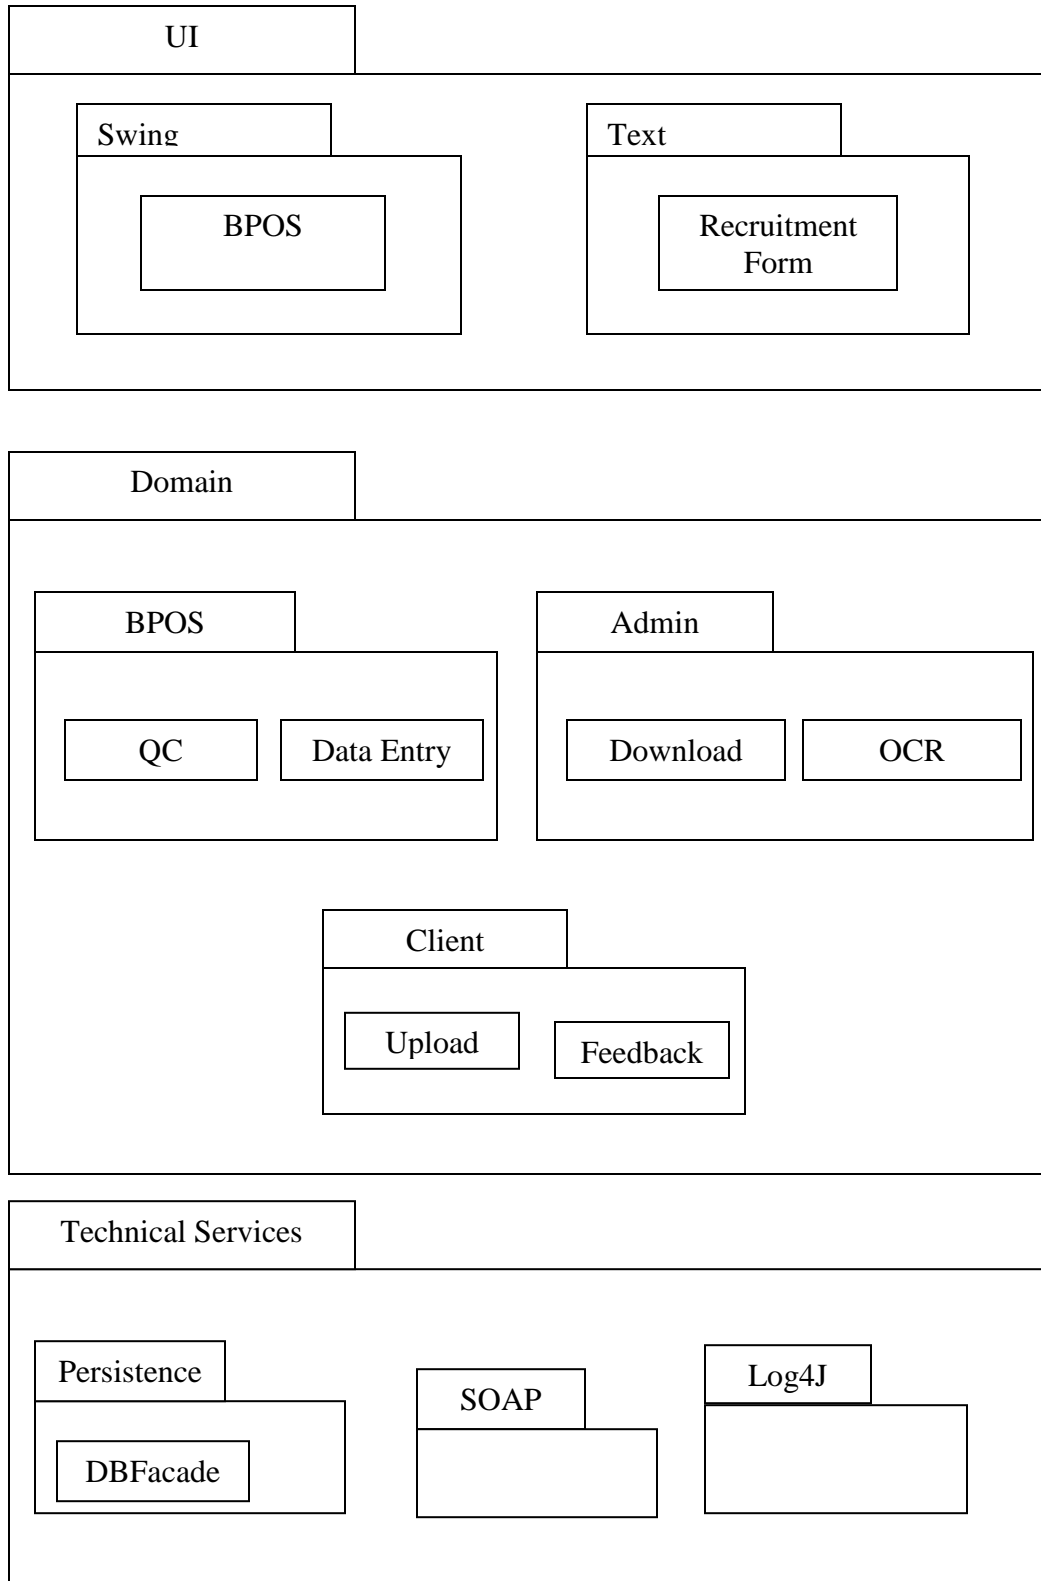 UI
Swing
Text
BPOS
Recruitment
Form
Domain
BPOS
Admin
QC
Data Entry
Download
OCR
Client
Upload
Feedback
Technical Services
Persistence
SOAP
Log4J
DBFacade